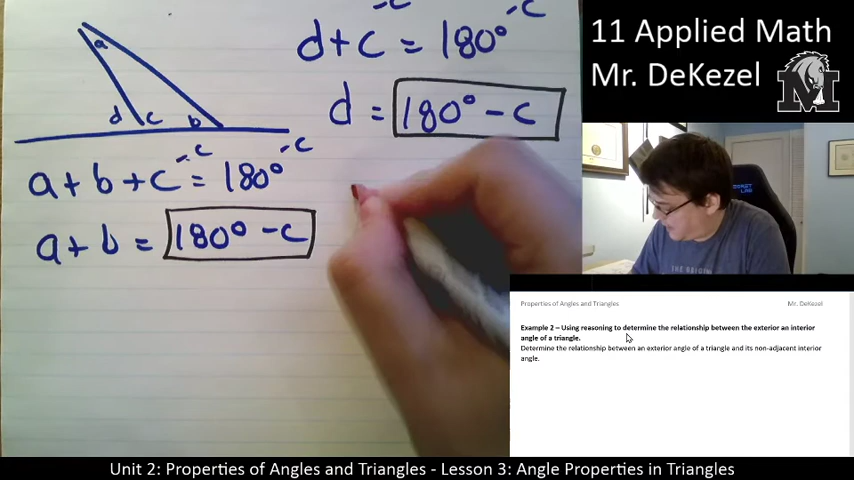 -c -c
d+c = 180°
d = 180° - c
a
d c b
-c -c
a + b + c = 180°
a + b = 180° - c
11 Applied Math
Mr. DeKezel
M
THE ORIGINAL
Properties of Angles and Triangles Mr. DeKezel
Example 2 – Using reasoning to determine the relationship between the exterior an interior
angle of a triangle.
Determine the relationship between an exterior angle of a triangle and its non-adjacent interior
angle.
Unit 2: Properties of Angles and Triangles - Lesson 3: Angle Properties in Triangles